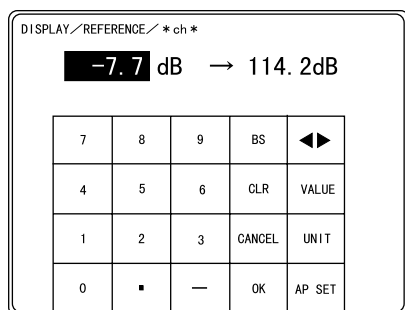 DISPLAY／REFERENCE／＊ch＊
-7.7 dB → 114.2dB
7 8 9 BS ◀▶
4 5 6 CLR VALUE
1 2 3 CANCEL UNIT
0 ▪ — OK AP SET